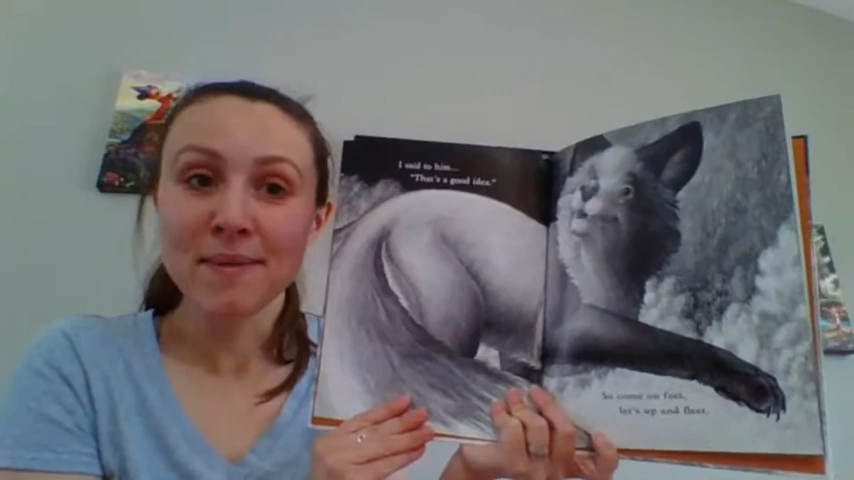 I said to him...
"That's a good idea."
So come on feet,
let's up and fleet.